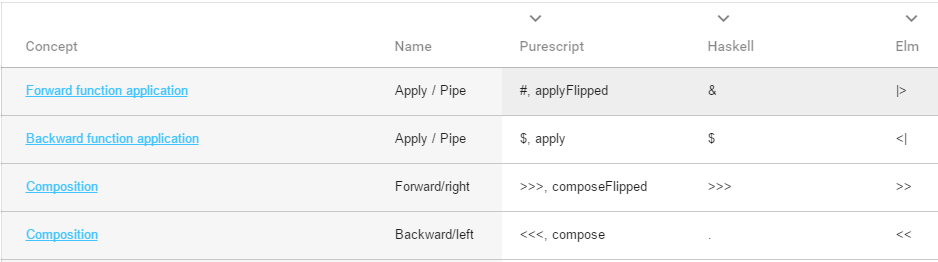 Concept Name Purescript Haskell Elm
Forward function application Apply / Pipe #, applyFlipped & |>
Backward function application Apply / Pipe $, apply $ <|
Composition Forward/right >>>, composeFlipped >>> >>
Composition Backward/left <<<, compose . <<